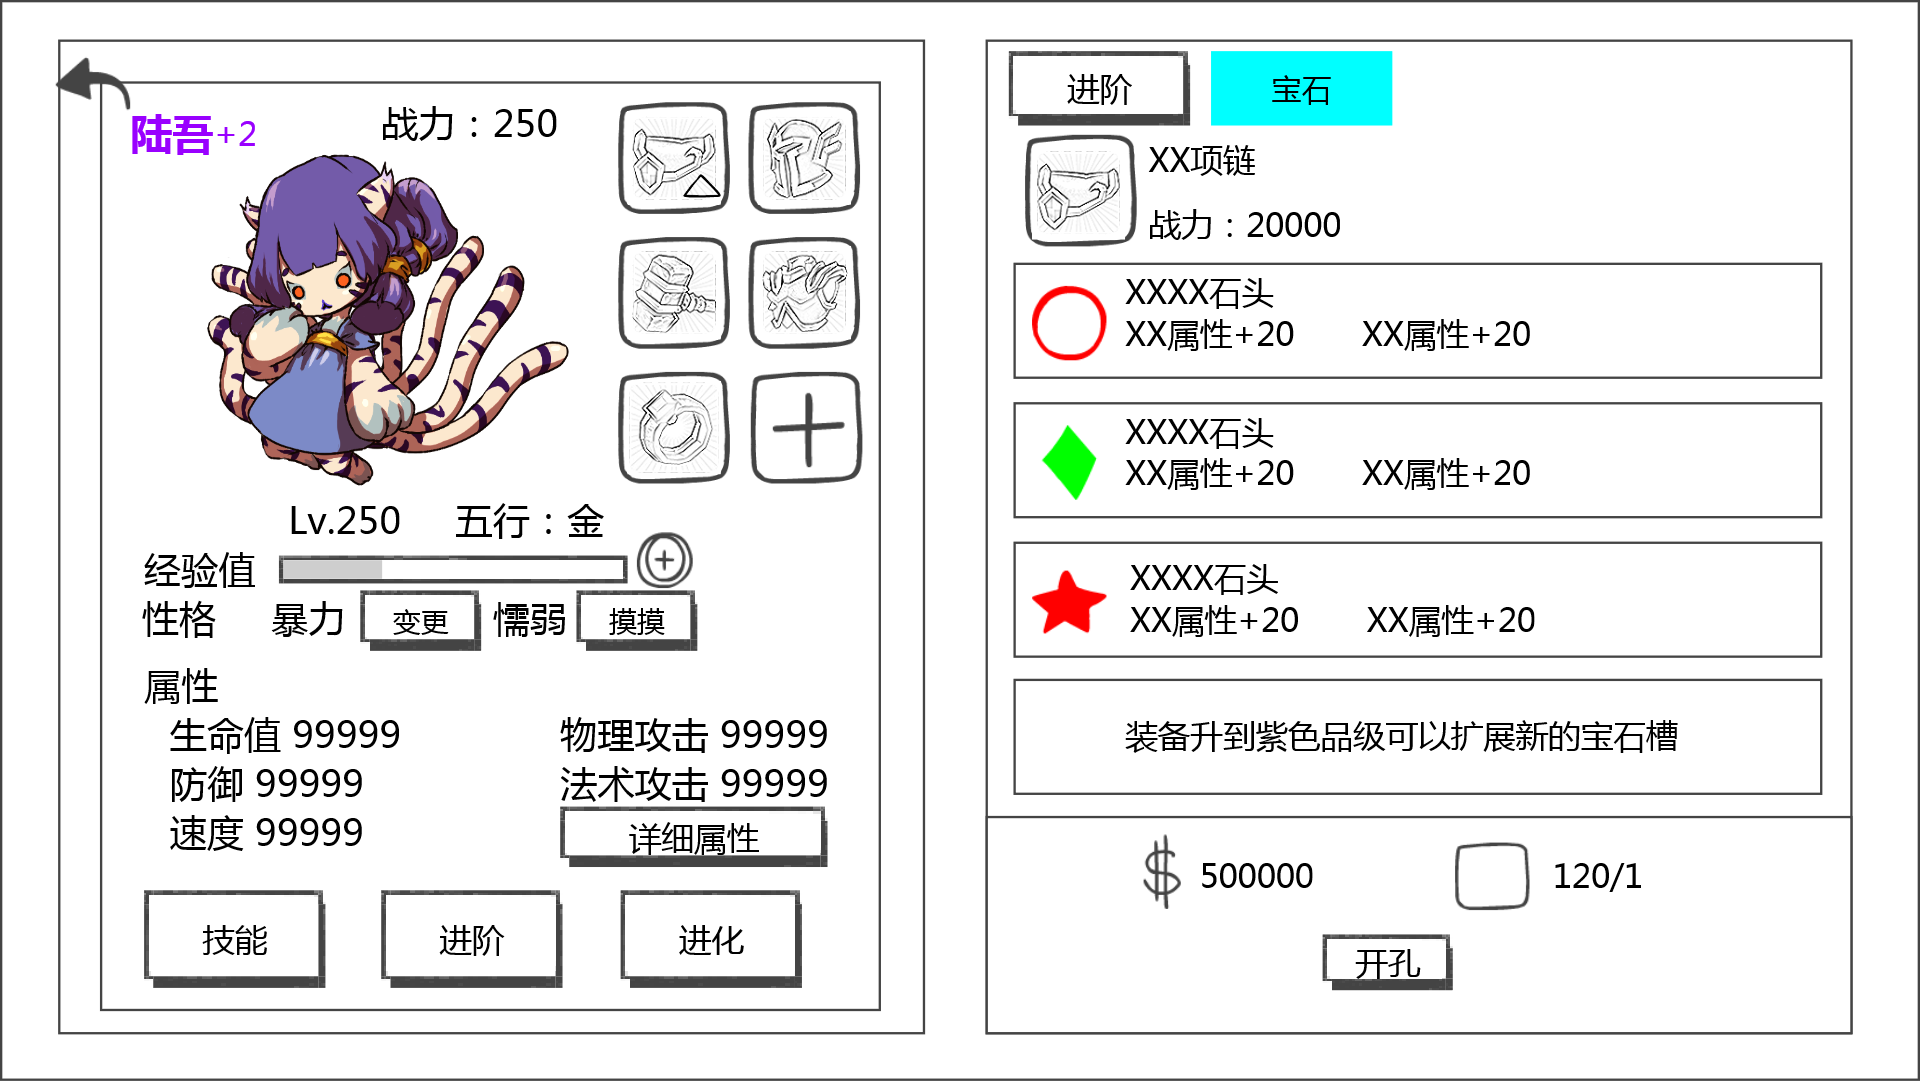 陆吾+2
战力：250
Lv.250 五行：金
经验值
性格 暴力 变更 懦弱 摸摸
属性
生命值 99999 物理攻击 99999
防御 99999 法术攻击 99999
速度 99999 详细属性
技能 进阶 进化
进阶 宝石
XX项链
战力：20000
XXXX石头
XX属性+20 XX属性+20
XXXX石头
XX属性+20 XX属性+20
XXXX石头
XX属性+20 XX属性+20
装备升到紫色品级可以扩展新的宝石槽
$ 500000 120/1
开孔